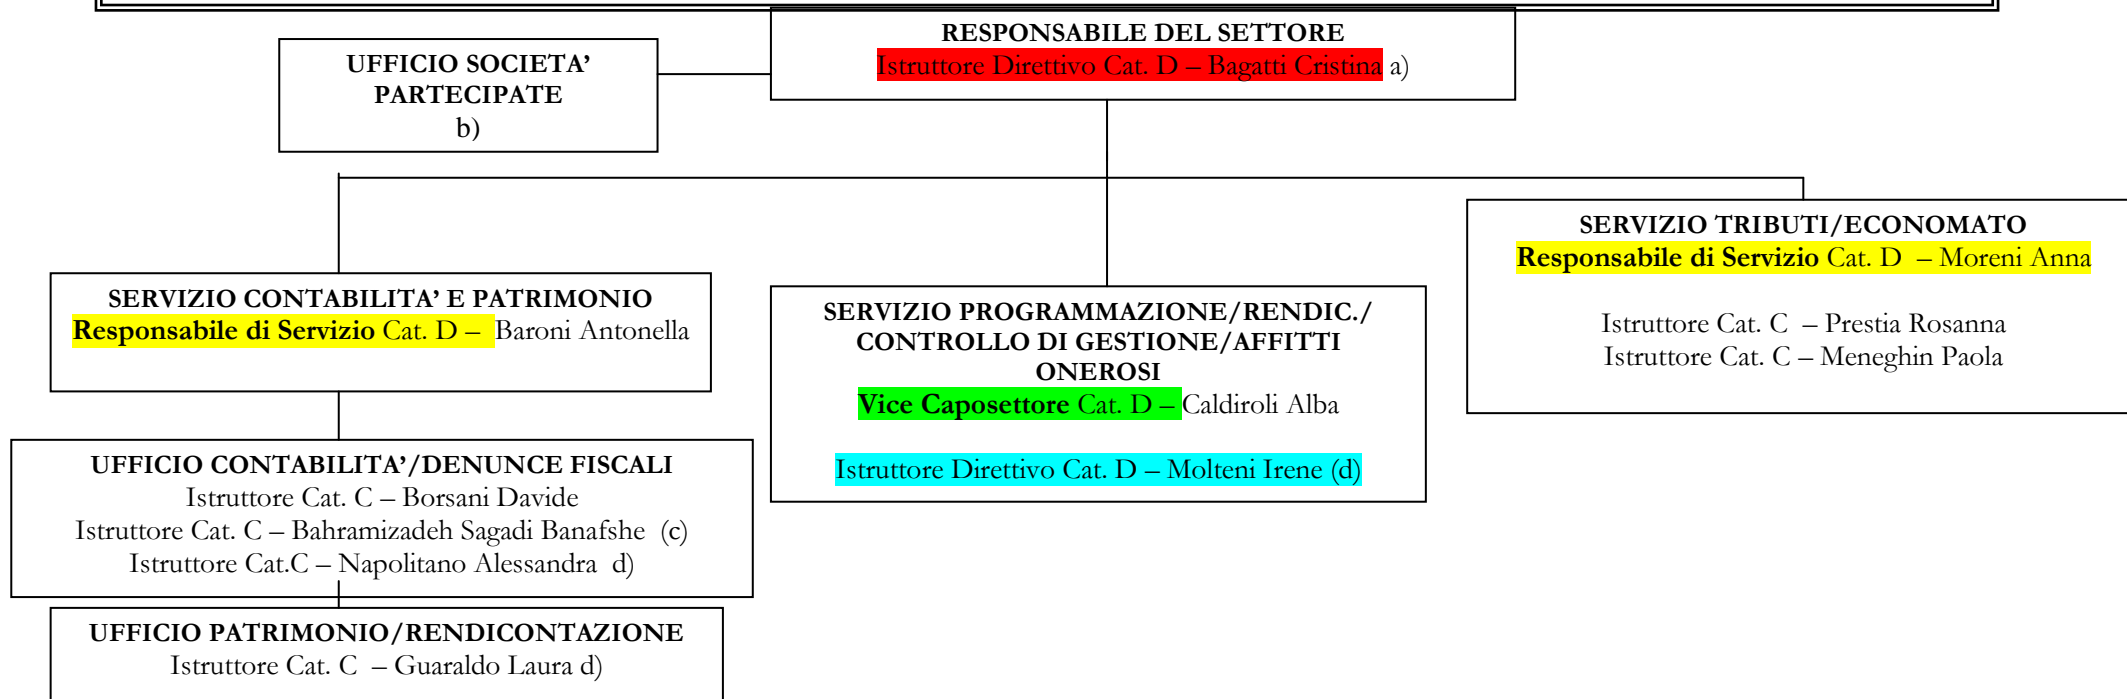 RESPONSABILE DEL SETTORE
Istruttore Direttivo Cat. D – Bagatti Cristina a)
UFFICIO SOCIETA’
PARTECIPATE
b)
SERVIZIO CONTABILITA’ E PATRIMONIO
Responsabile di Servizio Cat. D – Baroni Antonella
SERVIZIO PROGRAMMAZIONE/RENDIC./
CONTROLLO DI GESTIONE/AFFITTI
ONEROSI
Vice Caposettore Cat. D – Caldiroli Alba
Istruttore Direttivo Cat. D – Molteni Irene (d)
SERVIZIO TRIBUTI/ECONOMATO
Responsabile di Servizio Cat. D – Moreni Anna
Istruttore Cat. C – Prestia Rosanna
Istruttore Cat. C – Meneghin Paola
UFFICIO CONTABILITA’/DENUNCE FISCALI
Istruttore Cat. C – Borsani Davide
Istruttore Cat. C – Bahramizadeh Sagadi Banafshe (c)
Istruttore Cat.C – Napolitano Alessandra d)
UFFICIO PATRIMONIO/RENDICONTAZIONE
Istruttore Cat. C – Guaraldo Laura d)